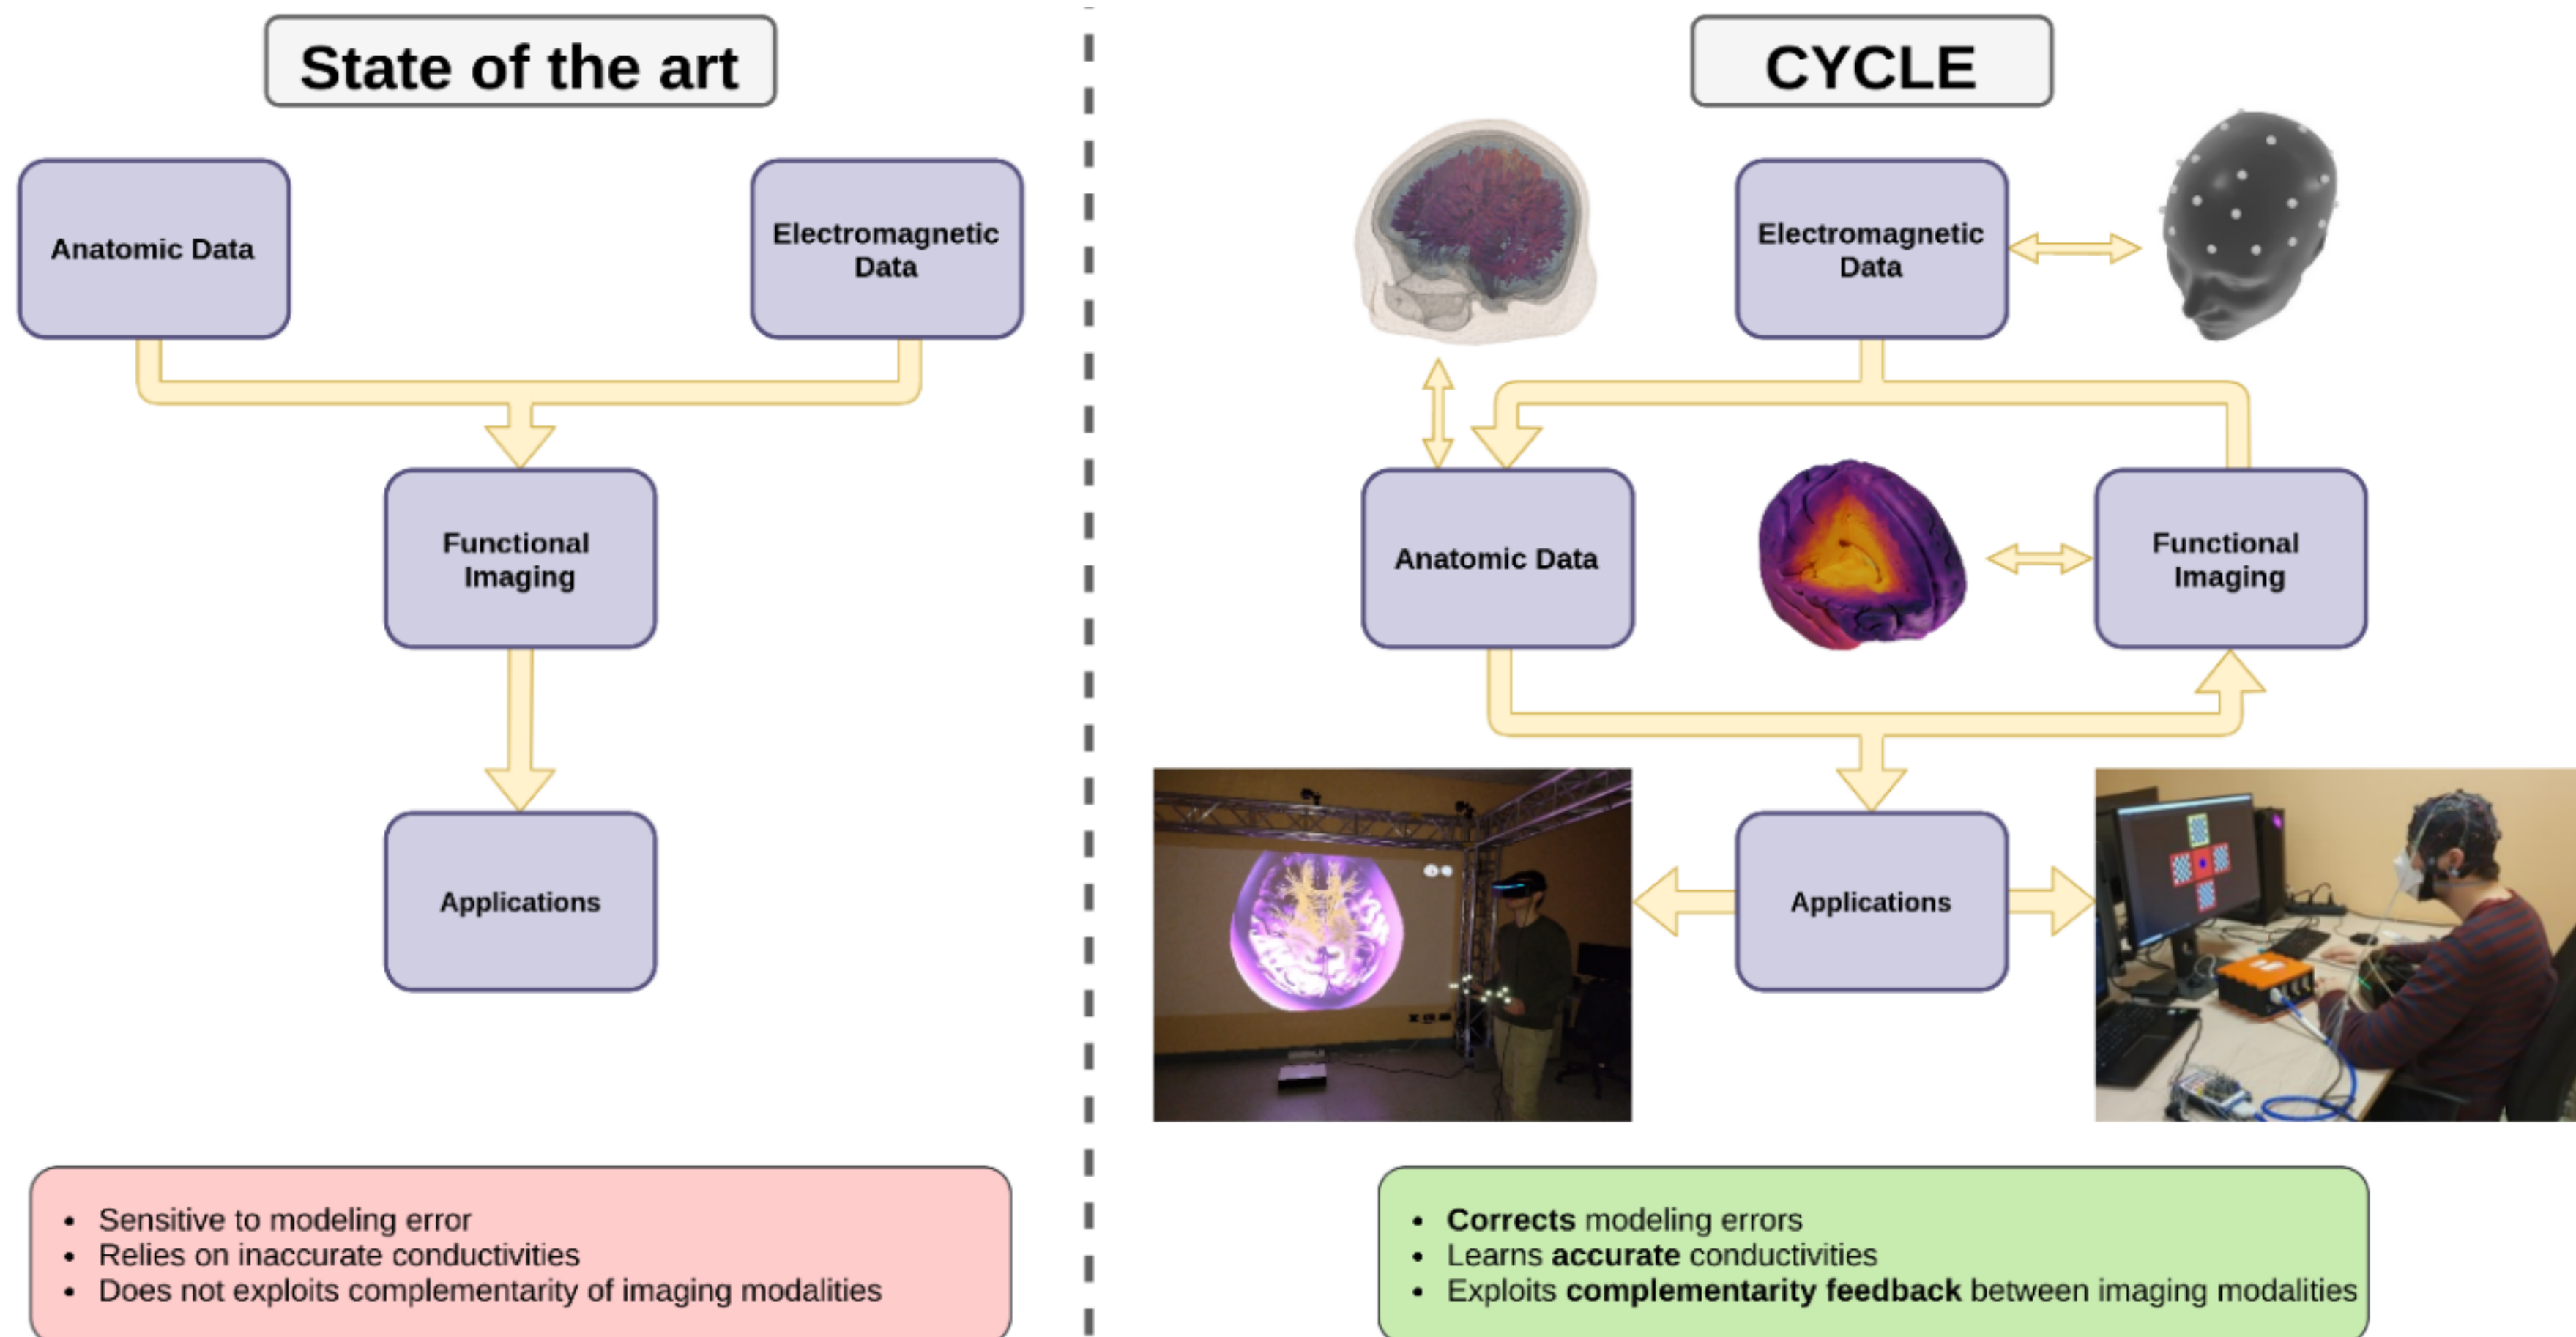 State of the art
Anatomic Data
Electromagnetic
Data
Functional
Imaging
Applications
• Sensitive to modeling error
• Relies on inaccurate conductivities
• Does not exploits complementarity of imaging modalities
CYCLE
Electromagnetic
Data
Anatomic Data
Functional
Imaging
Applications
• Corrects modeling errors
• Learns accurate conductivities
• Exploits complementarity feedback between imaging modalities